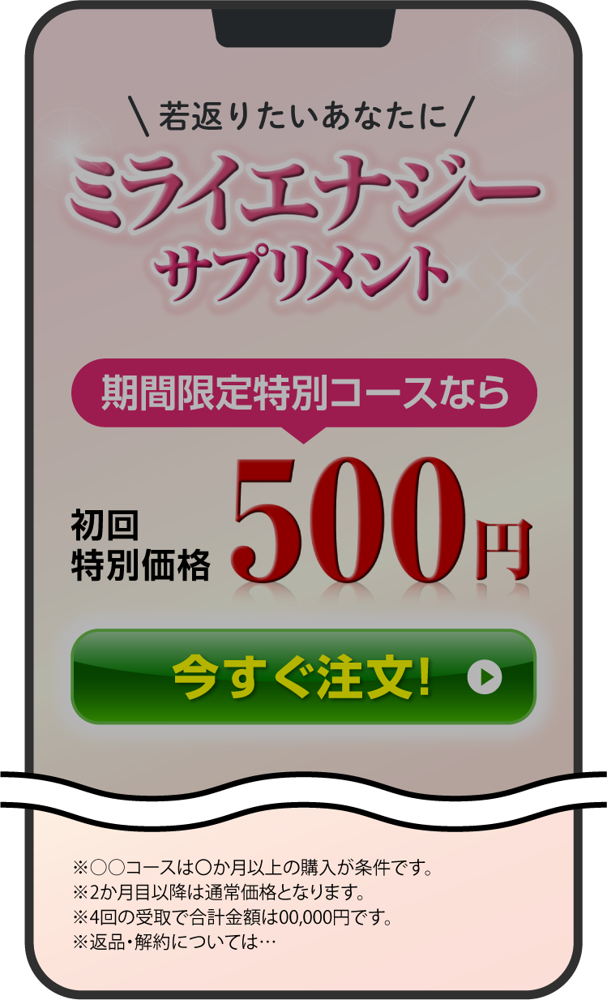 若返りたいあなたに
ミライエナジー
サプリメント
期間限定特別コースなら
初回
特別価格
500円
今すぐ注文!
※○○コースは〇か月以上の購入が条件です。
※2か月目以降は通常価格となります。
※4回の受取で合計金額は00,000円です。
※返品・解約については…